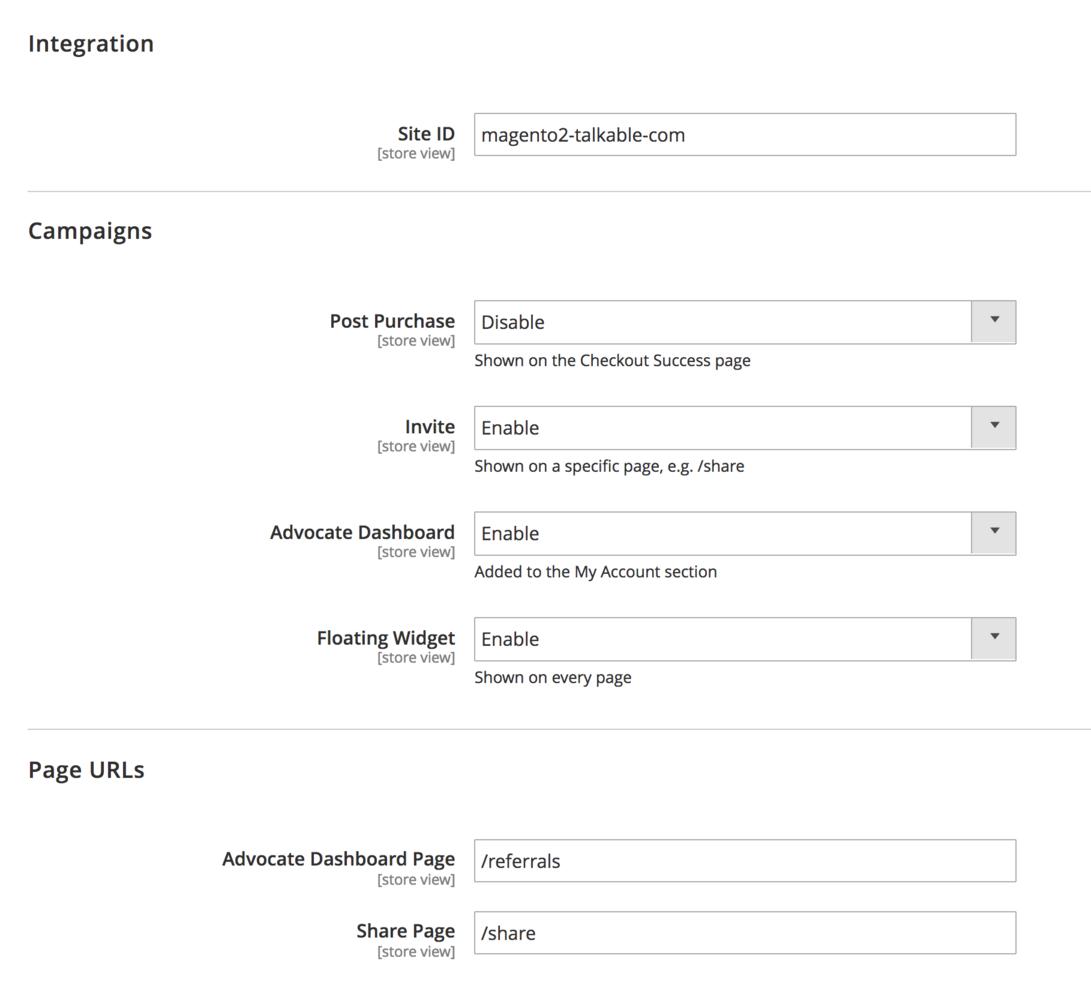 Integration
Site ID
[store view]
magento2-talkable-com
Campaigns
Post Purchase
[store view]
Disable
Shown on the Checkout Success page
Invite
[store view]
Enable
Shown on a specific page, e.g. /share
Advocate Dashboard
[store view]
Enable
Added to the My Account section
Floating Widget
[store view]
Enable
Shown on every page
Page URLs
Advocate Dashboard Page
[store view]
/referrals
Share Page
[store view]
/share